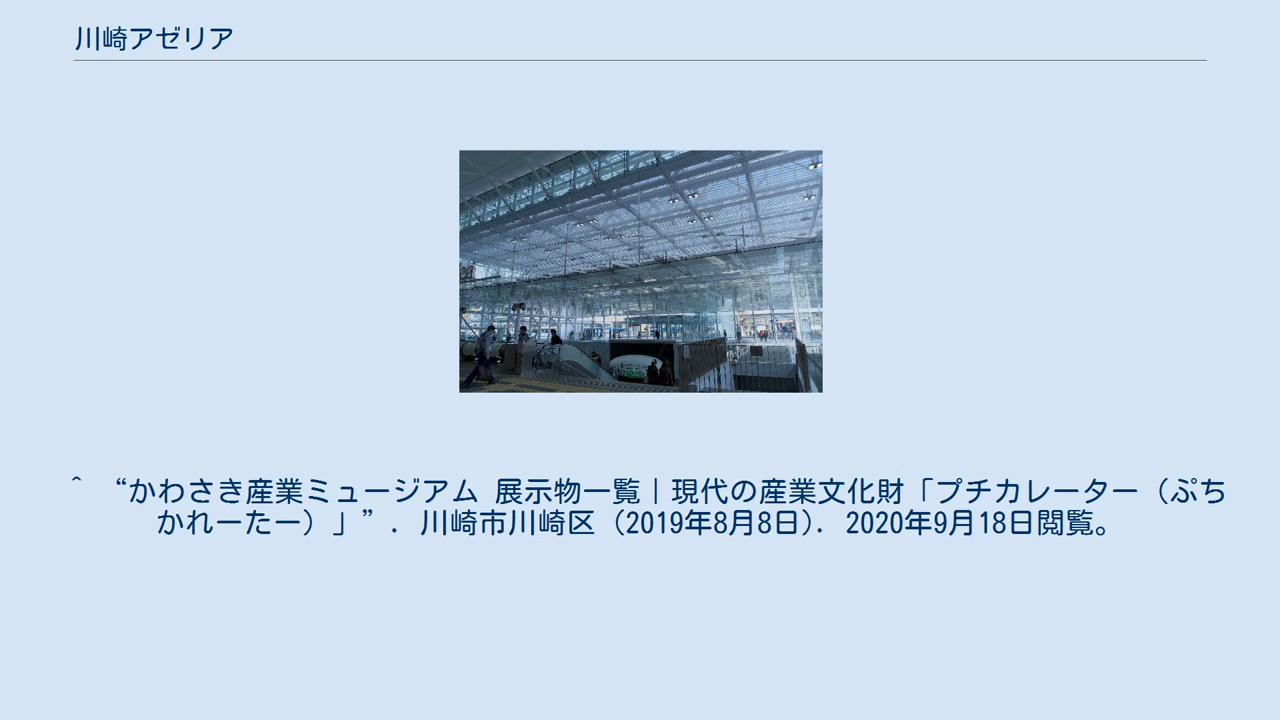 川崎アゼリア
^ “かわさき産業ミュージアム 展示物一覧｜現代の産業文化財「プチカレーター（ぷち
かれーたー）」”. 川崎市川崎区 (2019年8月8日). 2020年9月18日閲覧。